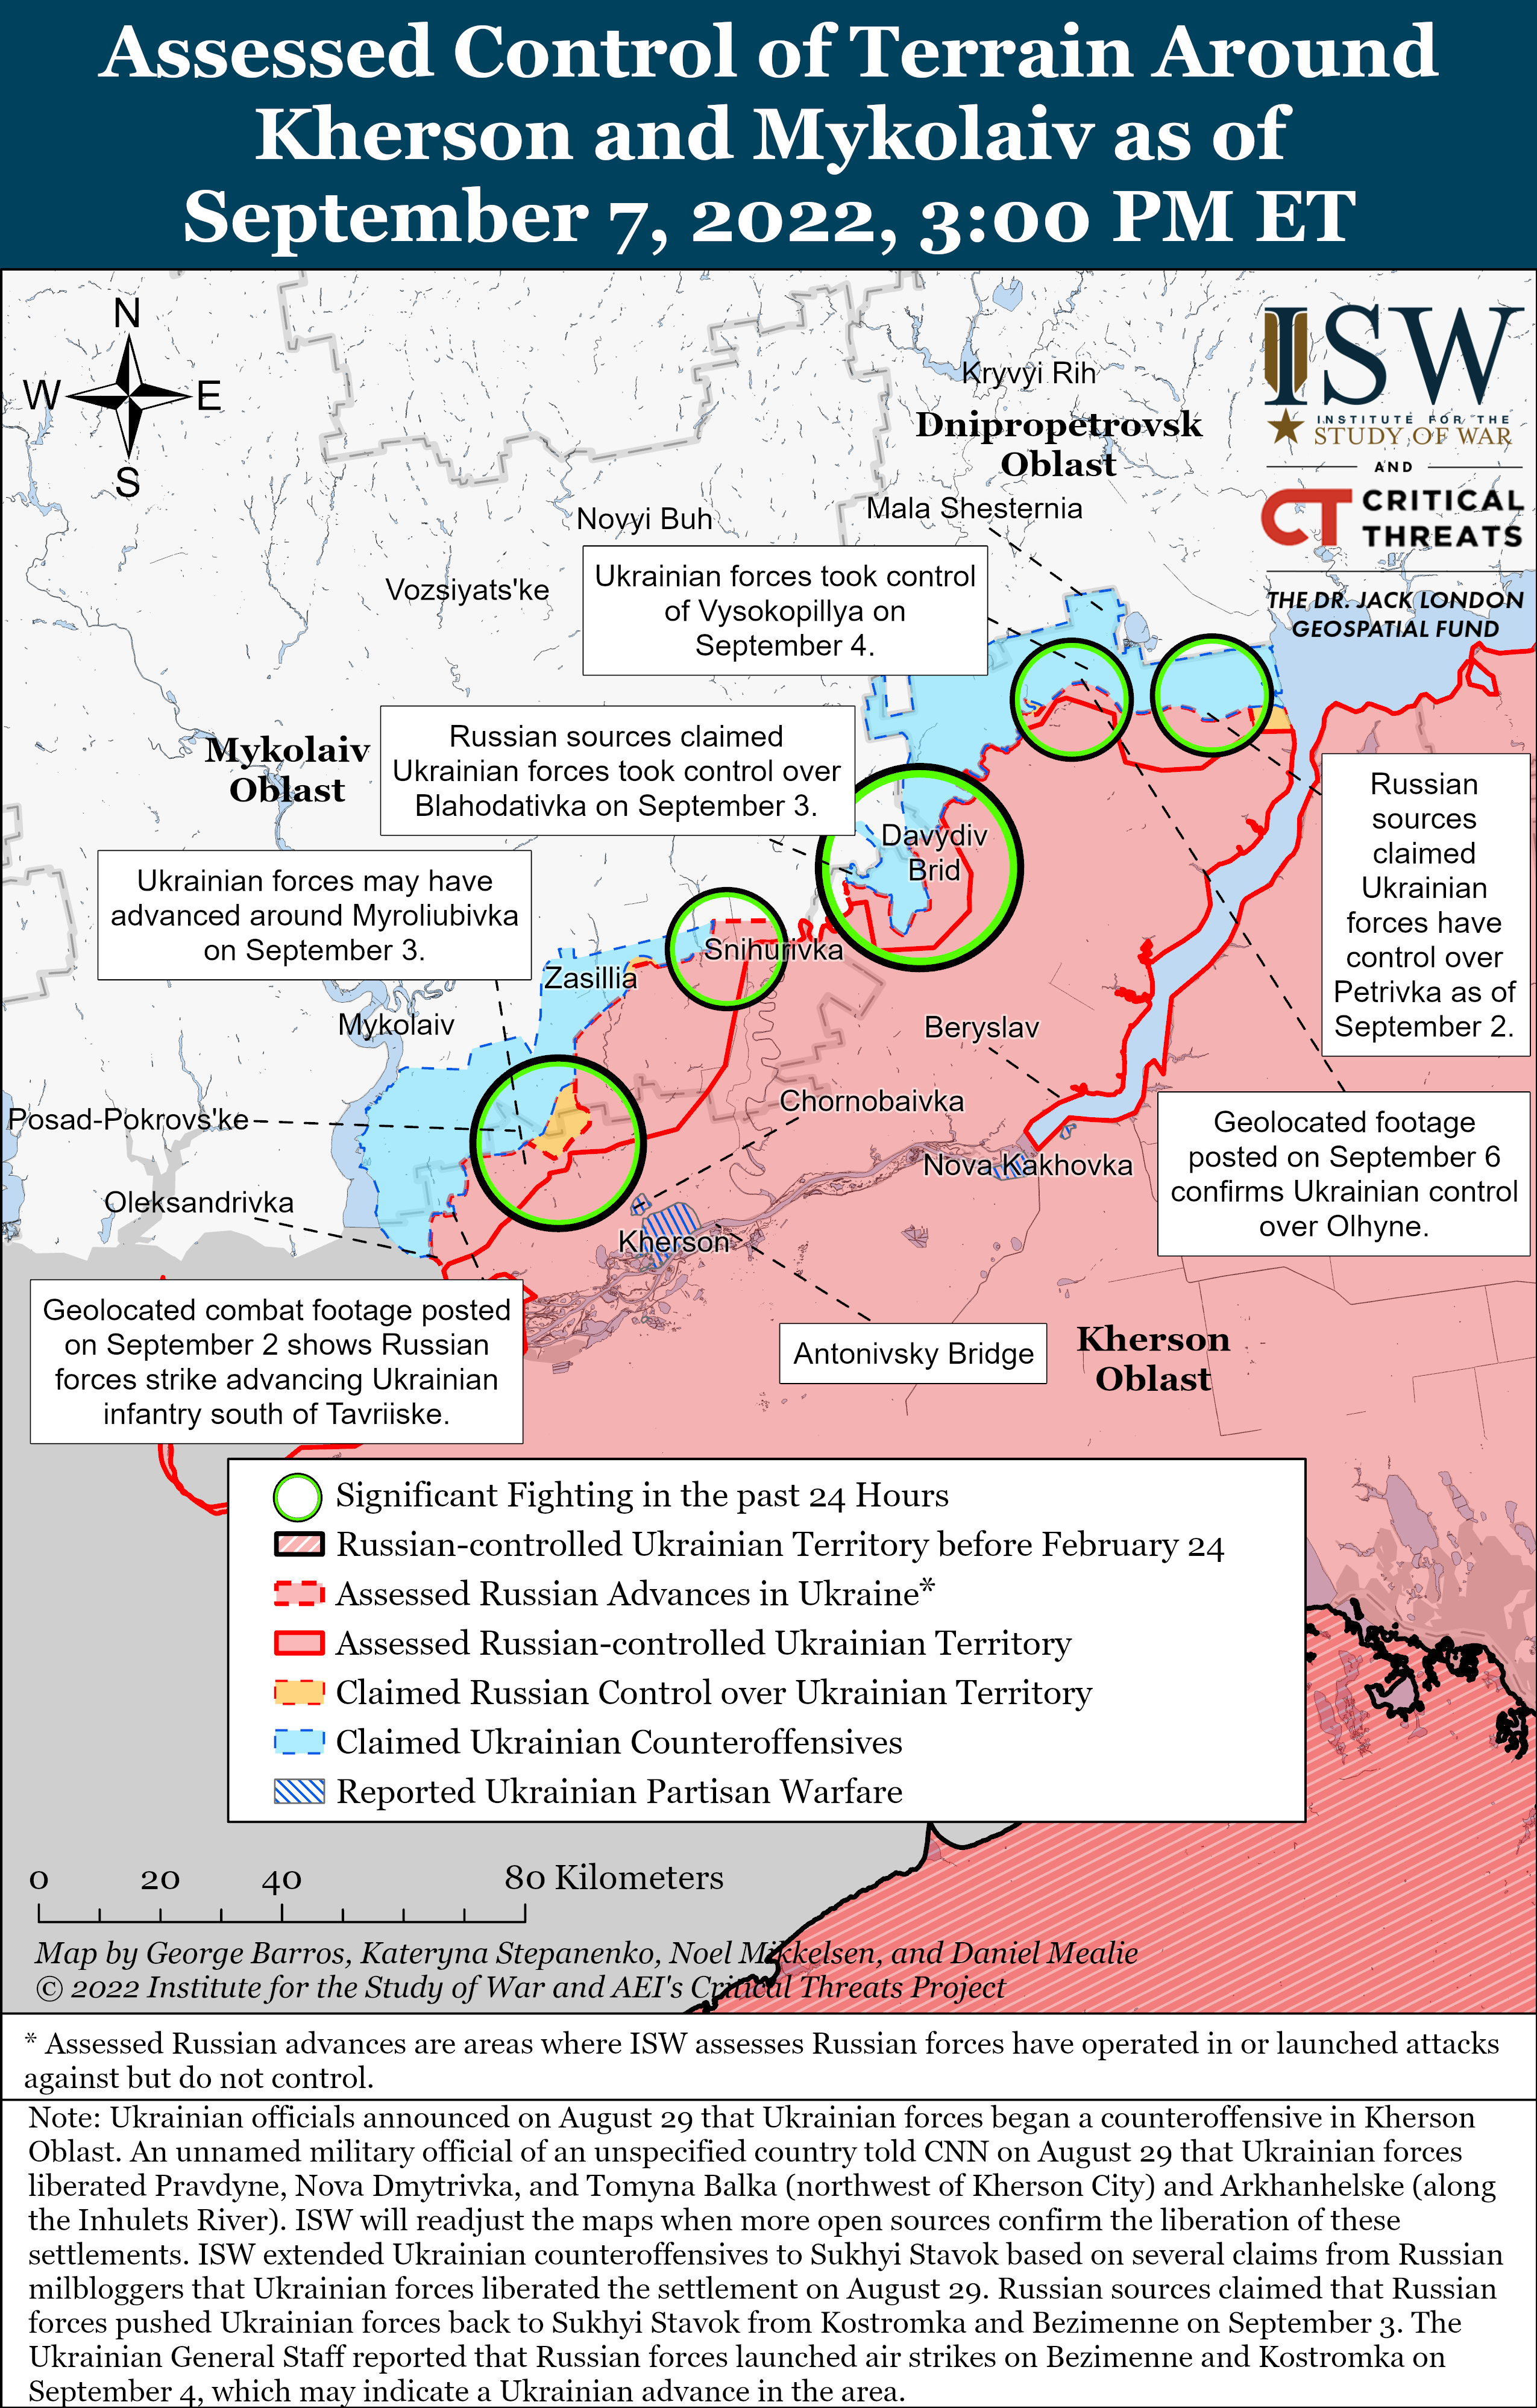 Assessed Control of Terrain Around
Kherson and Mykolaiv as of
September 7, 2022, 3:00 PM ET
N
W E
S
ISW
INSTITUTE FOR THE
STUDY OF WAR
AND
CT CRITICAL
THREATS
THE DR. JACK LONDON
GEOSPATIAL FUND
Kryvyi Rih
Dnipropetrovsk
Oblast
Mala Shesternia
Novyi Buh
Vozsiyats'ke
Ukrainian forces took control
of Vysokopillya on
September 4.
Mykolaiv
Oblast
Russian sources claimed
Ukrainian forces took control over
Blahodativka on September 3.
Russian
sources
claimed
Ukrainian
forces have
control over
Petrivka as of
September 2.
Davydiv
Brid
Ukrainian forces may have
advanced around Myroliubivka
on September 3.
Snihurivka
Zasillia
Mykolaiv
Beryslav
Chornobaivka
Posad-Pokrovs'ke
Nova Kakhovka
Geolocated footage
posted on September 6
confirms Ukrainian control
over Olhyne.
Oleksandrivka
Kherson
Geolocated combat footage posted
on September 2 shows Russian
forces strike advancing Ukrainian
infantry south of Tavriiske.
Antonivsky Bridge
Kherson
Oblast
Significant Fighting in the past 24 Hours
Russian-controlled Ukrainian Territory before February 24
Assessed Russian Advances in Ukraine*
Assessed Russian-controlled Ukrainian Territory
Claimed Russian Control over Ukrainian Territory
Claimed Ukrainian Counteroffensives
Reported Ukrainian Partisan Warfare
0 20 40 80 Kilometers
Map by George Barros, Kateryna Stepanenko, Noel Mikkelsen, and Daniel Mealie
© 2022 Institute for the Study of War and AEI's Critical Threats Project
* Assessed Russian advances are areas where ISW assesses Russian forces have operated in or launched attacks
against but do not control.
Note: Ukrainian officials announced on August 29 that Ukrainian forces began a counteroffensive in Kherson
Oblast. An unnamed military official of an unspecified country told CNN on August 29 that Ukrainian forces
liberated Pravdyne, Nova Dmytrivka, and Tomyna Balka (northwest of Kherson City) and Arkhanhelske (along
the Inhulets River). ISW will readjust the maps when more open sources confirm the liberation of these
settlements. ISW extended Ukrainian counteroffensives to Sukhyi Stavok based on several claims from Russian
milbloggers that Ukrainian forces liberated the settlement on August 29. Russian sources claimed that Russian
forces pushed Ukrainian forces back to Sukhyi Stavok from Kostromka and Bezimenne on September 3. The
Ukrainian General Staff reported that Russian forces launched air strikes on Bezimenne and Kostromka on
September 4, which may indicate a Ukrainian advance in the area.